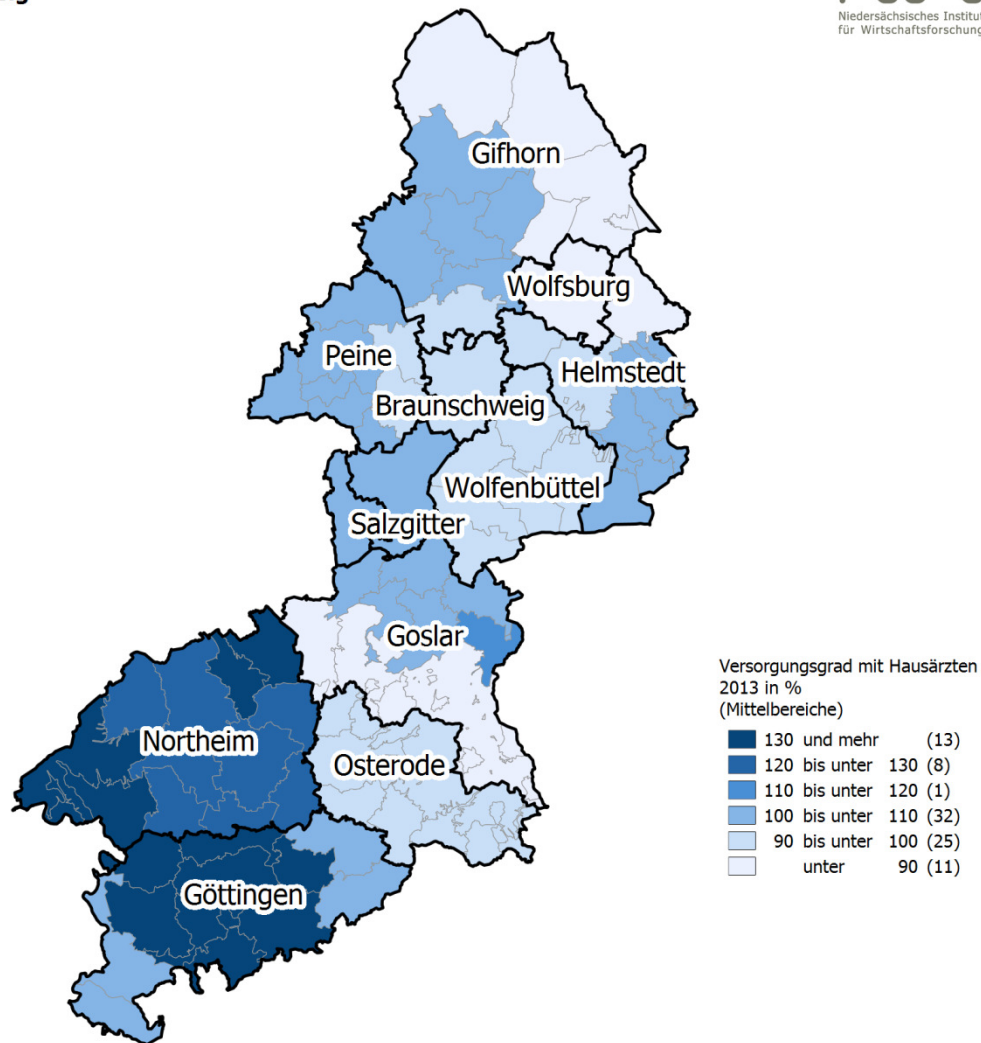 Niedersächsisches Institut
für Wirtschaftsforschung
Gifhorn
Wolfsburg
Peine
Helmstedt
Braunschweig
Wolfenbüttel
Salzgitter
Goslar
Northeim
Osterode
Göttingen
Versorgungsgrad mit Hausärzten
2013 in %
(Mittelbereiche)
130 und mehr (13)
120 bis unter 130 (8)
110 bis unter 120 (1)
100 bis unter 110 (32)
90 bis unter 100 (25)
unter 90 (11)